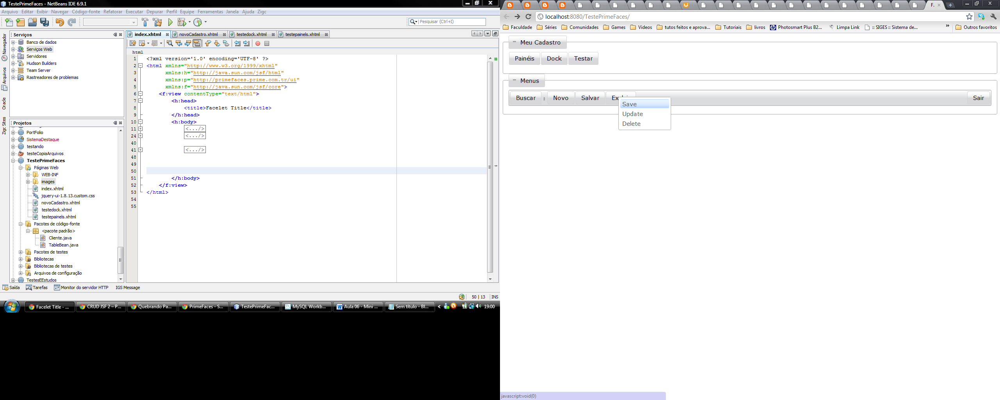 TestePrimeFaces - NetBeans IDE 6.9.1
Arquivo Editar Exibir Navegar Código-fonte Refatorar Executar Depurar Perfil Equipe Ferramentas Janela Ajuda Zigc
Pesquisar (Ctrl+I)
Navegador
Arquivos
Oracle
Zigc Sites
Serviços
Banco de dados
Serviços Web
Servidores
Hudson Builders
Team Server
Rastreadores de problemas
Projetos
PortFolio
SistemaDestaque
testando
testeCopiaArquivos
TestePrimeFaces
Páginas Web
WEB-INF
images
index.xhtml
jquery-ui-1.8.13.custom.css
novoCadastro.xhtml
testedock.xhtml
testepainels.xhtml
Pacotes de código-fonte
<pacote padrão>
Cliente.java
TableBean.java
Pacotes de testes
Bibliotecas
Bibliotecas de testes
Arquivos de configuração
TestesEEstudos
index.xhtml novoCadastro.xhtml testedock.xhtml testepainels.xhtml
html
1 <?xml version='1.0' encoding='UTF-8' ?>
2 <html xmlns="http://www.w3.org/1999/xhtml"
3 xmlns:h="http://java.sun.com/jsf/html"
4 xmlns:p="http://primefaces.prime.com.tr/ui"
5 xmlns:f="http://java.sun.com/jsf/core">
6 <f:view contentType="text/html">
7 <h:head>
8 <title>Facelet Title</title>
9 </h:head>
10 <h:body>
11 <.../>
24 <.../>
40
41 <.../>
48
49
50
51 </h:body>
52 </f:view>
53 </html>
54
55
Saída Tarefas Monitor do servidor HTTP IGS Message
50 | 13 INS
Facelet Title - ... CRUD JSF 2 – P... Quebrando Pa... PrimeFaces - S... TestePrimeFac... MySQL Workb... Aula 06 - Mini ... Sem título - Bl... 19:00
F.
localhost:8080/TestePrimeFaces/
Faculdade Séries Comunidades Games Videos tutos feitos e aprova... Tutoriais livros Photosmart Plus B2... Limpa Link :: SIGES :: Sistema de... » Outros favoritos
Meu Cadastro
Painéis Dock Testar
Menus
Buscar Novo Salvar Sair
Save
Update
Delete
javascript:void(0)